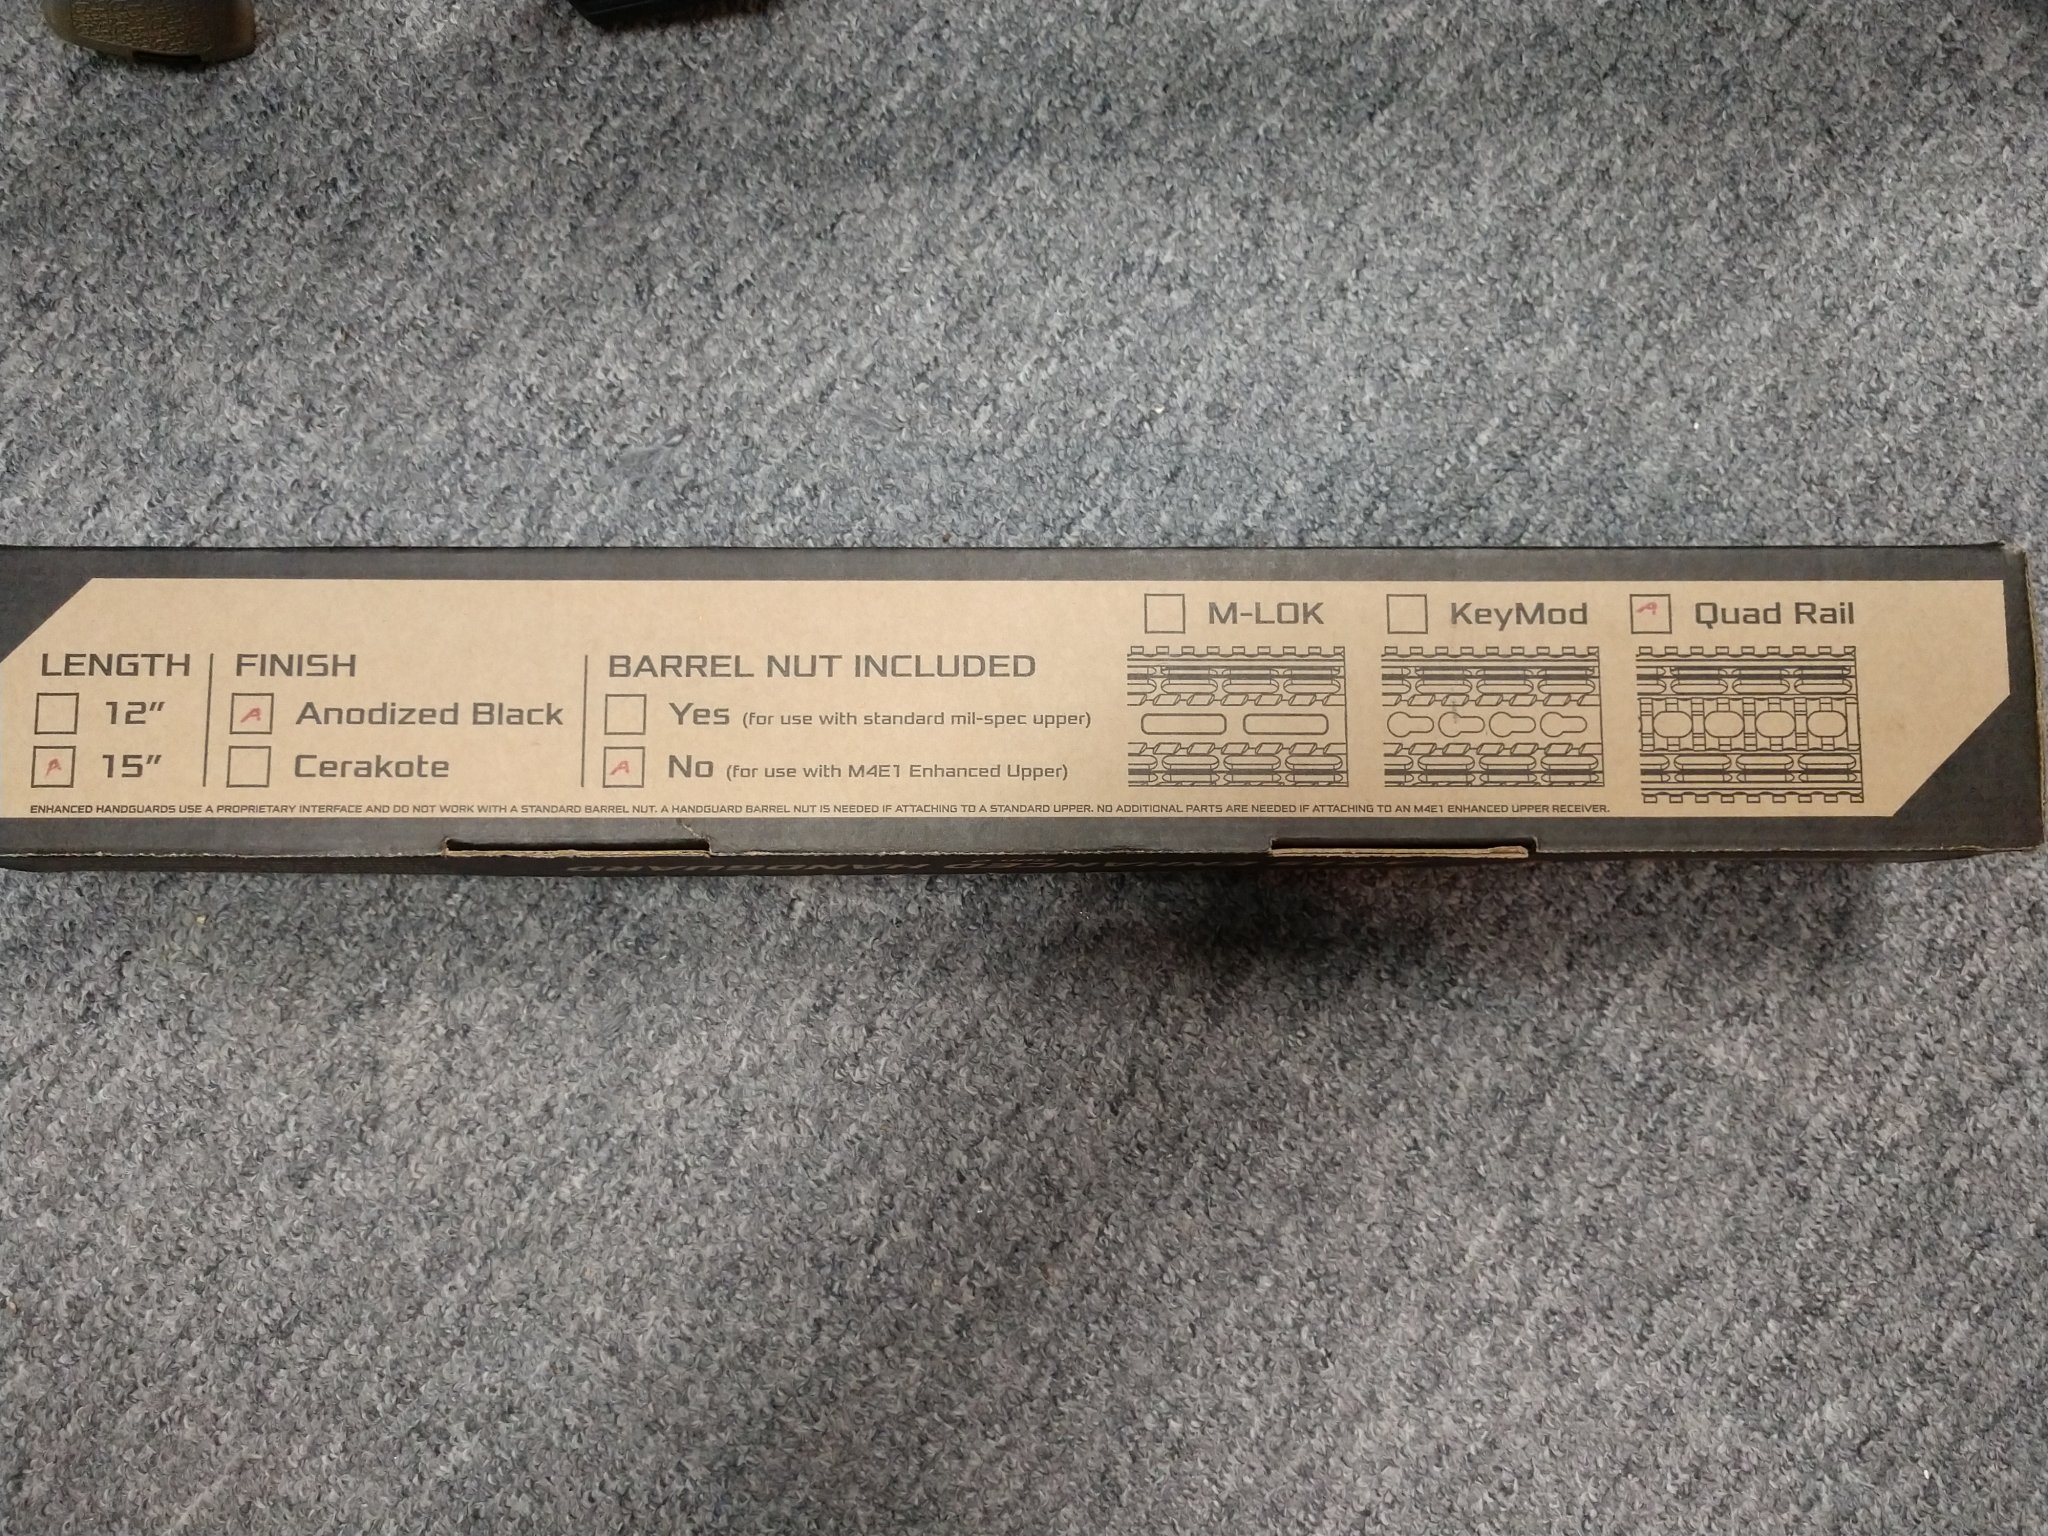 M-LOK
KeyMod
A Quad Rail
LENGTH
12"
A 15"
FINISH
A Anodized Black
Cerakote
BARREL NUT INCLUDED
Yes (for use with standard mil-spec upper)
A No (for use with M4E1 Enhanced Upper)
ENHANCED HANDGUARDS USE A PROPRIETARY INTERFACE AND DO NOT WORK WITH A STANDARD BARREL NUT. A HANDGUARD BARREL NUT IS NEEDED IF ATTACHING TO A STANDARD UPPER. NO ADDITIONAL PARTS ARE NEEDED IF ATTACHING TO AN M4E1 ENHANCED UPPER RECEIVER.
ENHANCED HANDGUARD